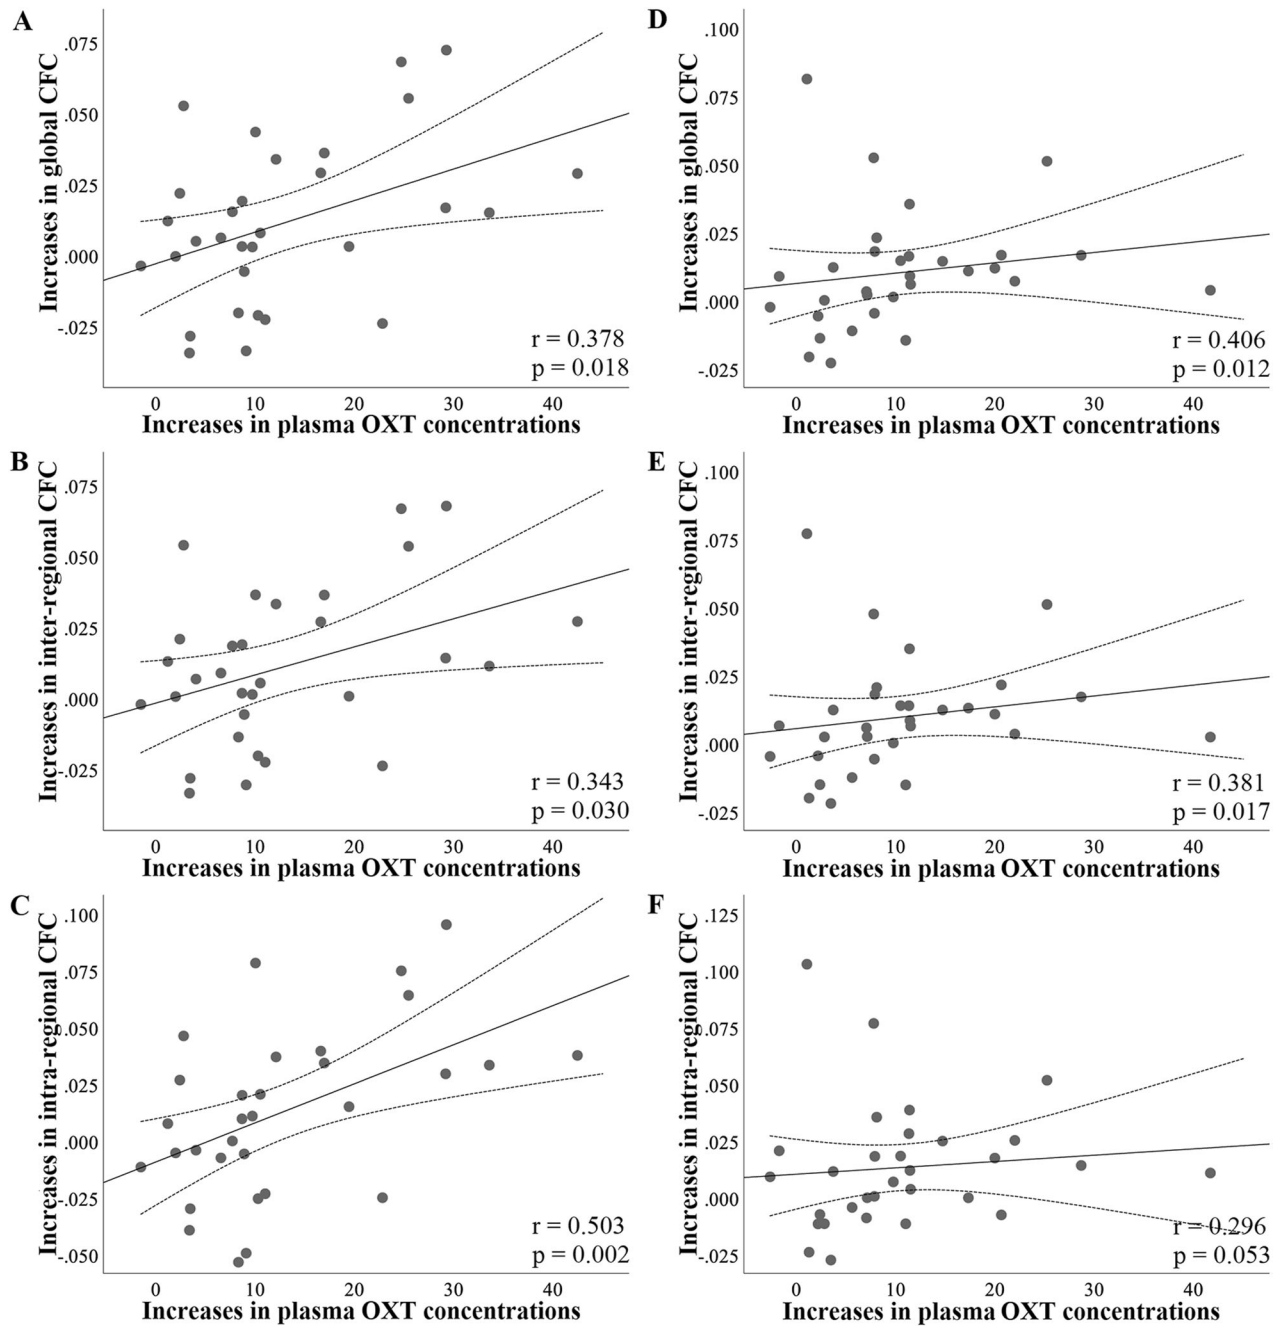 A
Increases in global CFC
.075
.050
.025
.000
-.025
r = 0.378
p = 0.018
0 10 20 30 40
Increases in plasma OXT concentrations
D
Increases in global CFC
.100
.075
.050
.025
.000
-.025
r = 0.406
p = 0.012
0 10 20 30 40
Increases in plasma OXT concentrations
B
Increases in inter-regional CFC
.075
.050
.025
.000
-.025
r = 0.343
p = 0.030
0 10 20 30 40
Increases in plasma OXT concentrations
E
Increases in inter-regional CFC
.100
.075
.050
.025
.000
-.025
r = 0.381
p = 0.017
0 10 20 30 40
Increases in plasma OXT concentrations
C
Increases in intra-regional CFC
.100
.075
.050
.025
.000
-.025
-.050
r = 0.503
p = 0.002
0 10 20 30 40
Increases in plasma OXT concentrations
F
Increases in intra-regional CFC
.125
.100
.075
.050
.025
.000
-.025
r = 0.296
p = 0.053
0 10 20 30 40
Increases in plasma OXT concentrations